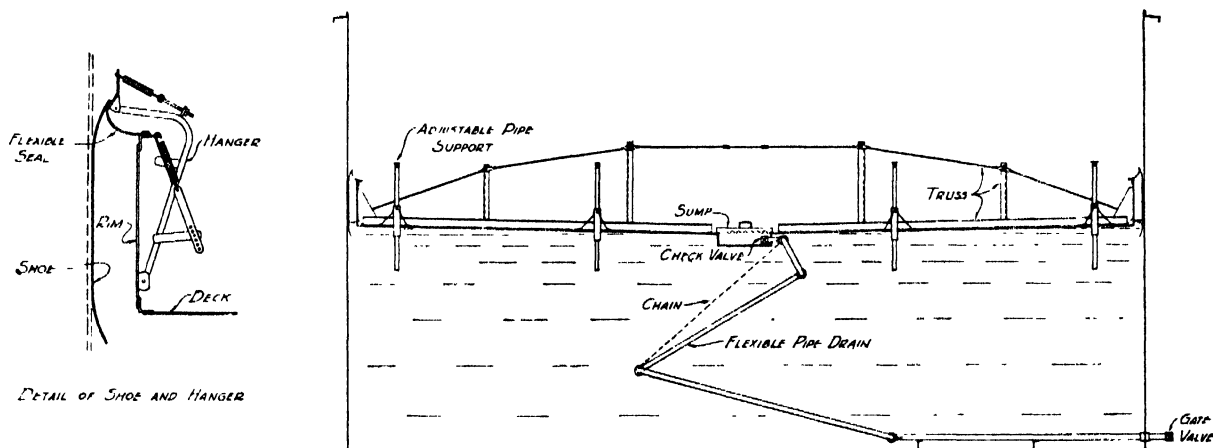 FLEXIBLE
SEAL
HANGER
RIM
SHOE
DECK
DETAIL OF SHOE AND HANGER
ADJUSTABLE PIPE
SUPPORT
TRUSS
SUMP
CHECK VALVE
CHAIN
FLEXIBLE PIPE DRAIN
GATE
VALVE